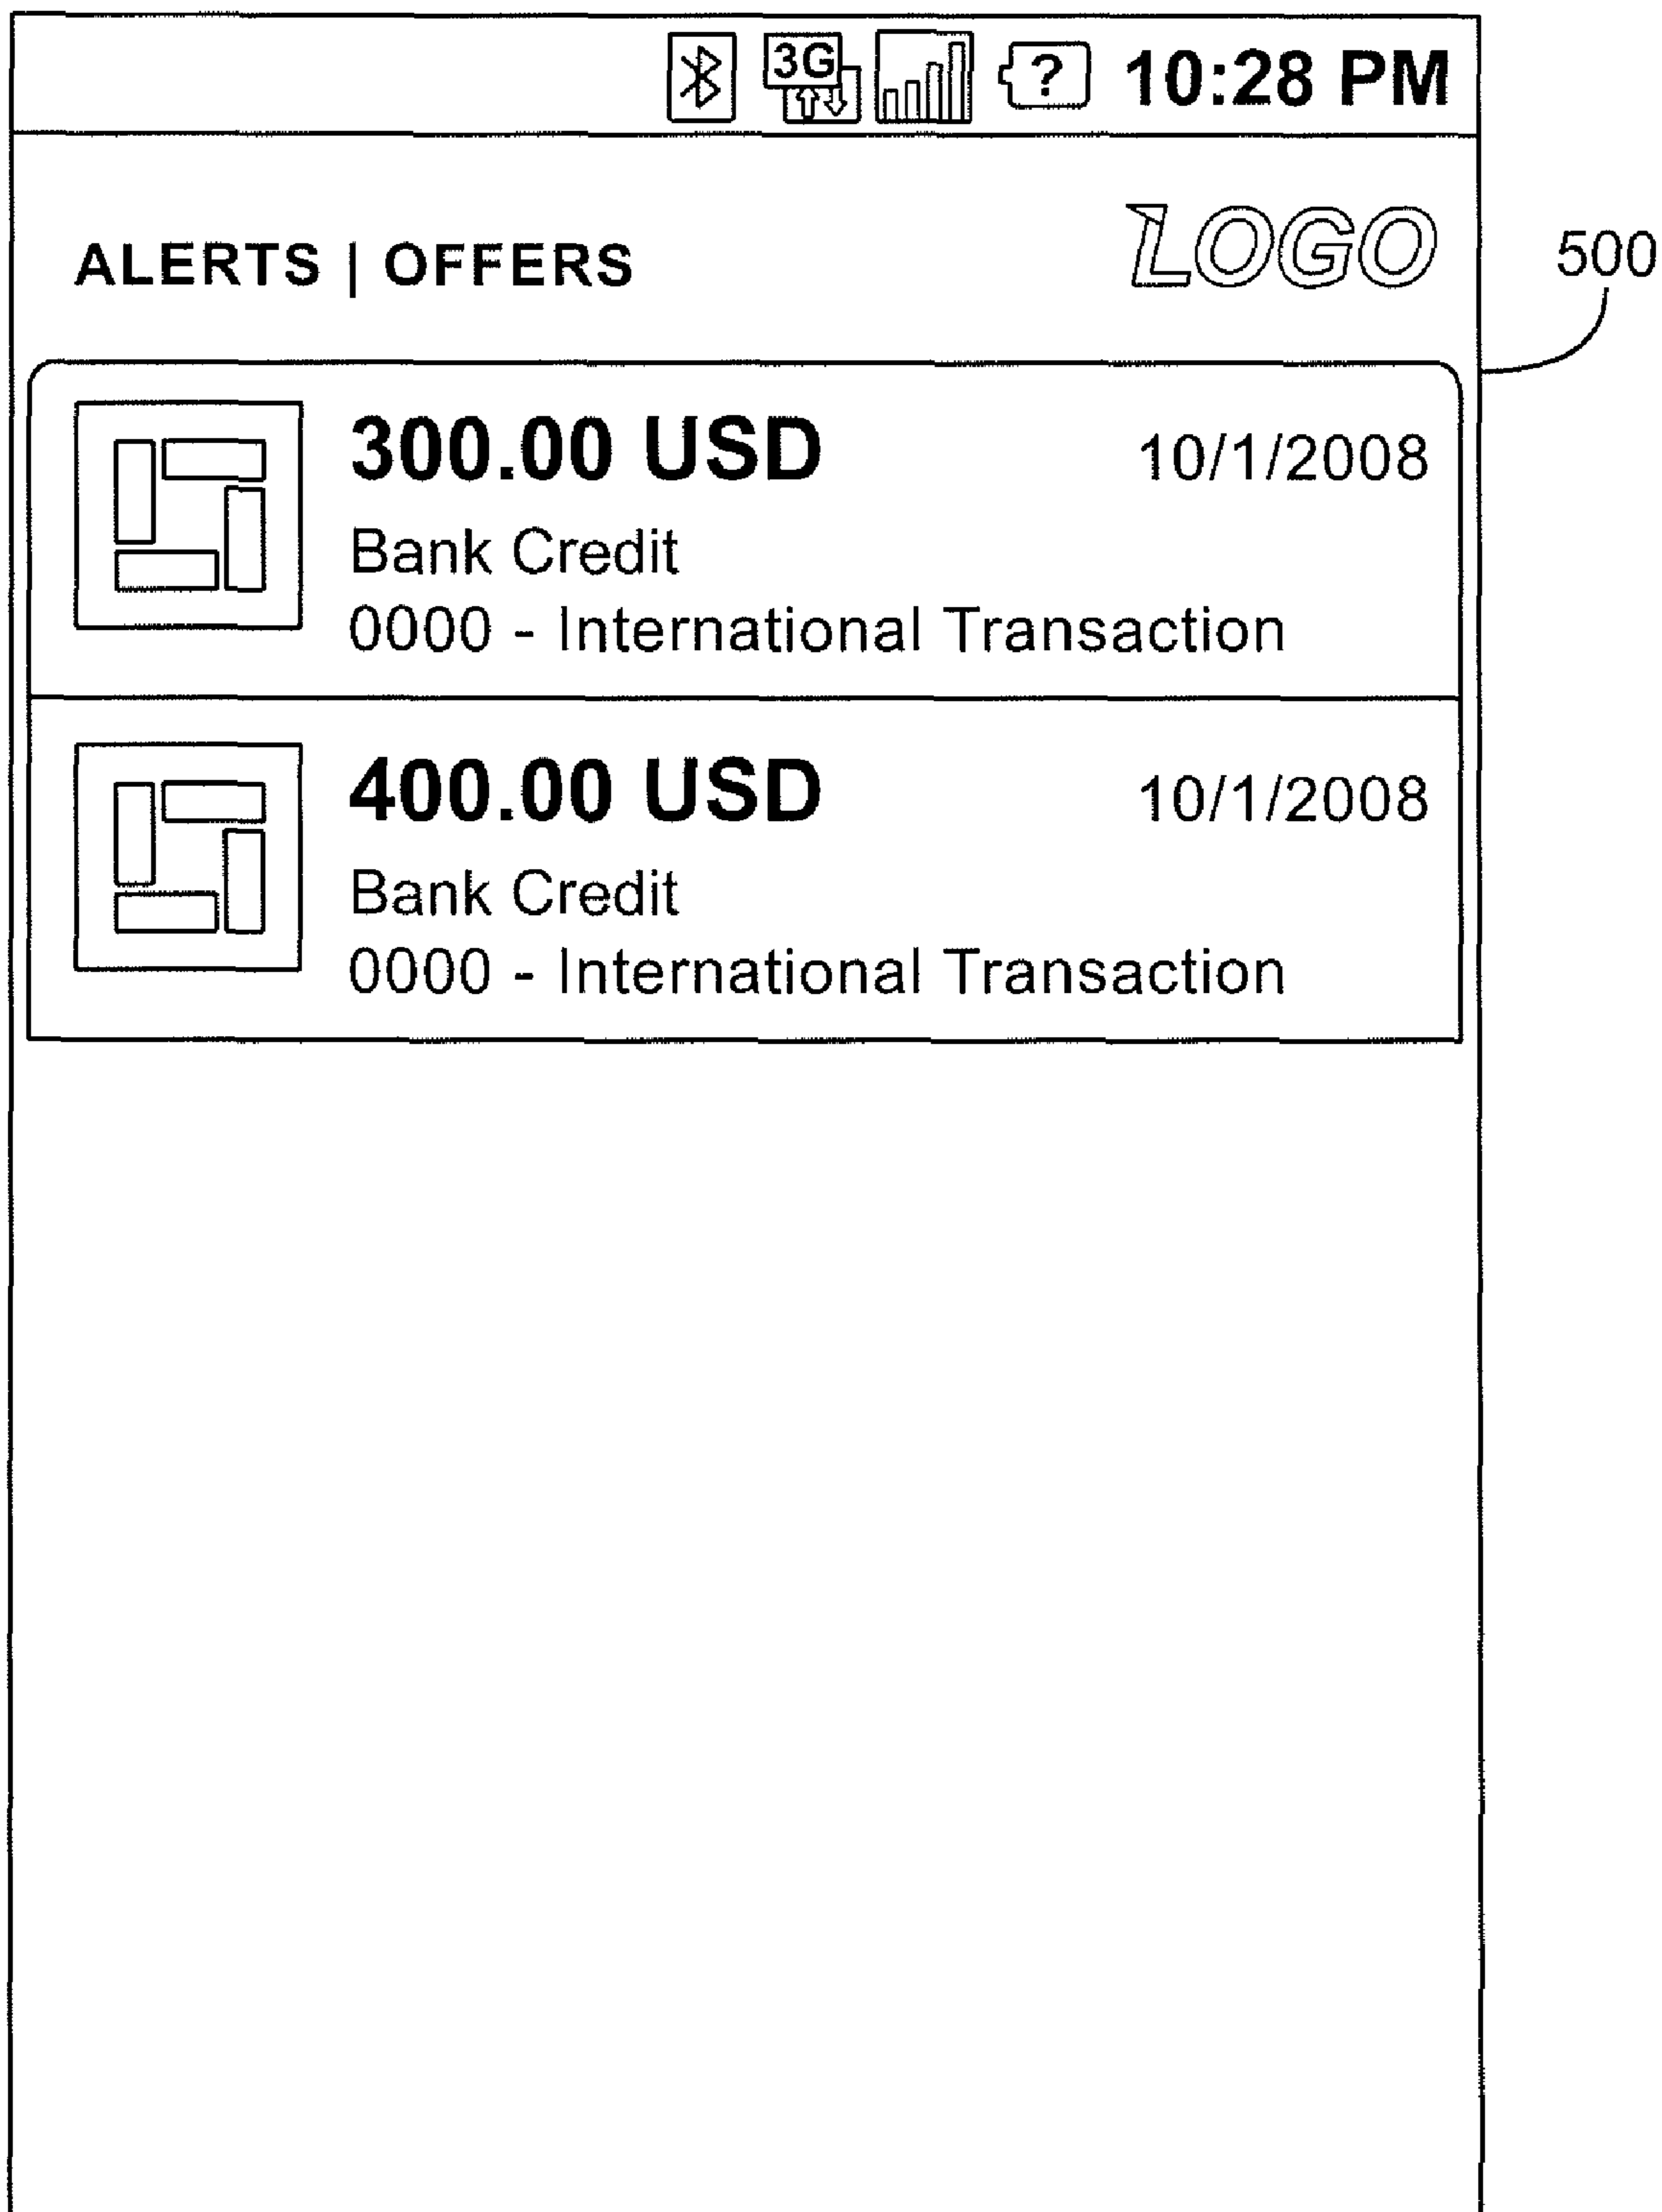 3G ? 10:28 PM
ALERTS | OFFERS LOGO
500
300.00 USD 10/1/2008
Bank Credit
0000 - International Transaction
400.00 USD 10/1/2008
Bank Credit
0000 - International Transaction